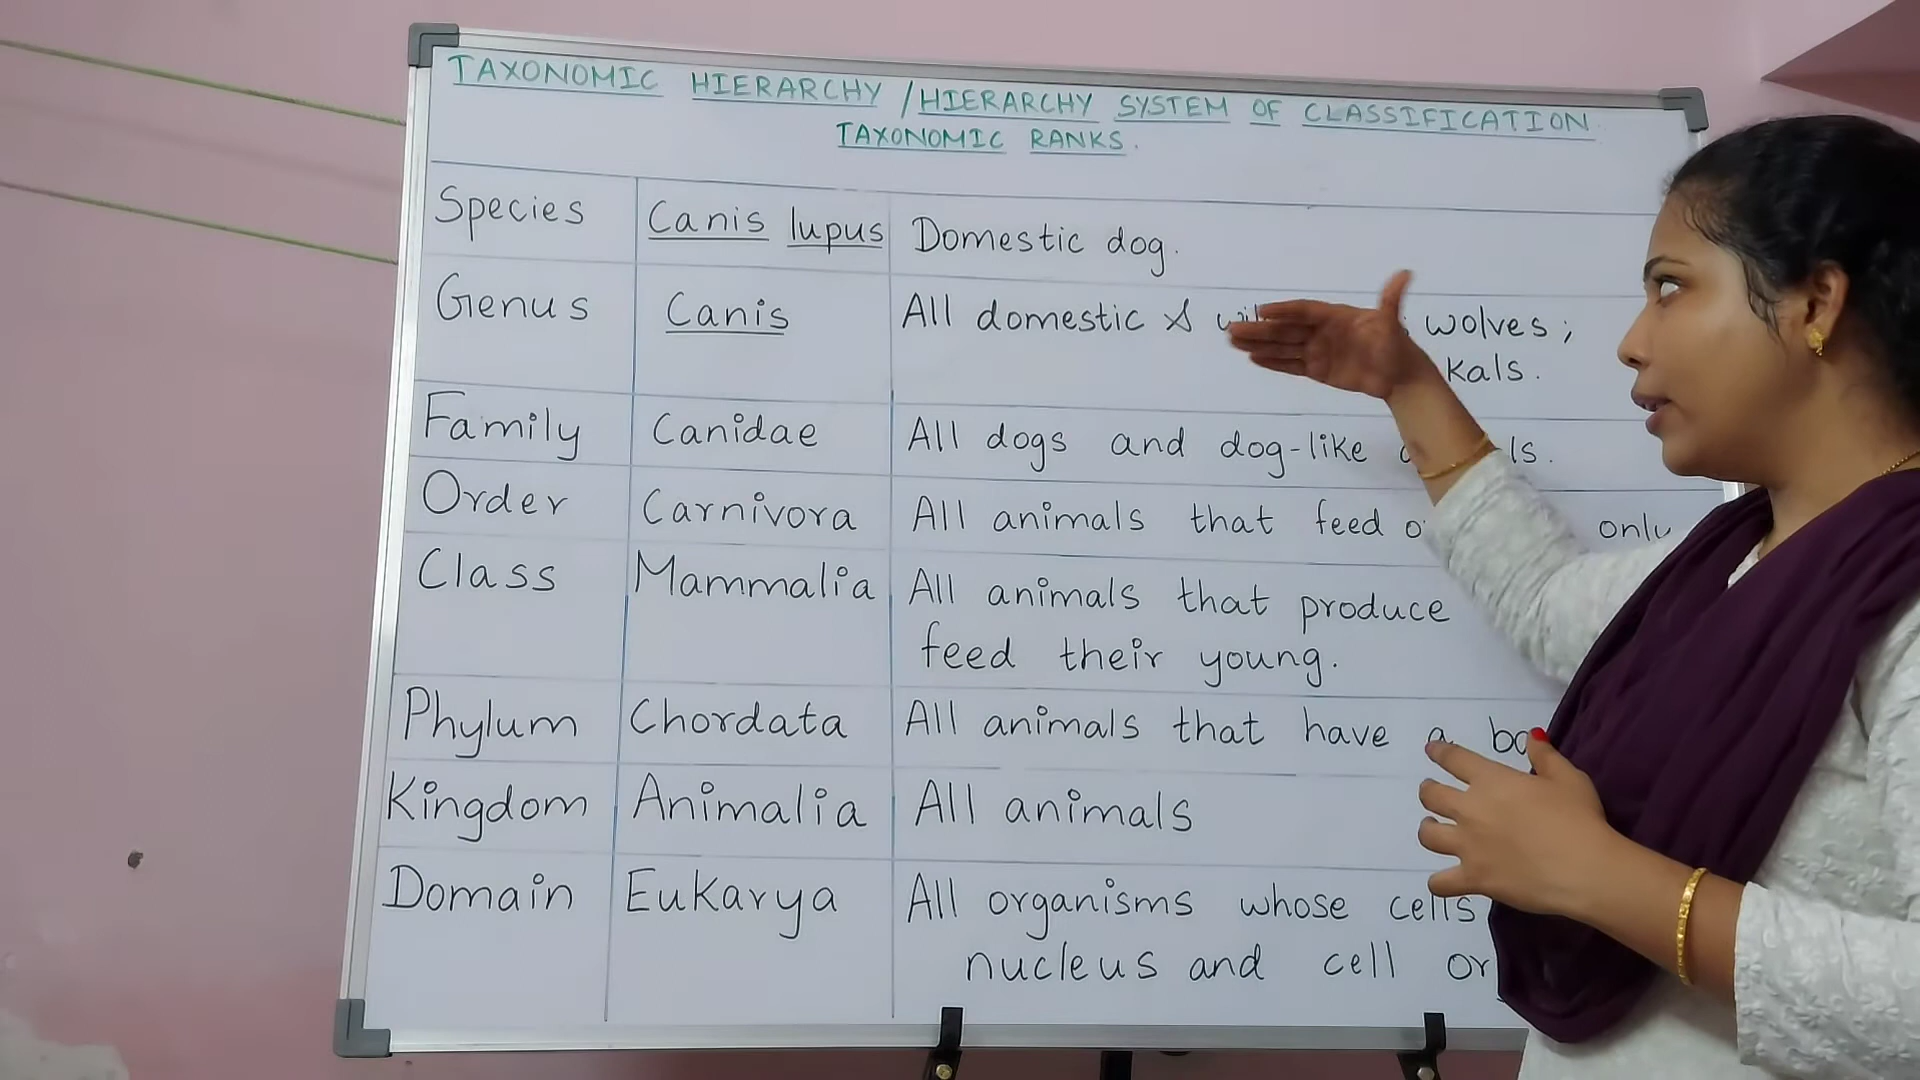 TAXONOMIC HIERARCHY / HIERARCHY SYSTEM OF CLASSIFICATION
TAXONOMIC RANKS.
Species Canis lupus Domestic dog.
Genus Canis All domestic & wolves;
Family Canidae All dogs and dog-like
Order Carnivora All animals that feed only
Class Mammalia All animals that produce
feed their young.
Phylum Chordata All animals that have a
Kingdom Animalia All animals
Domain Eukarya All organisms whose cells
nucleus and cell